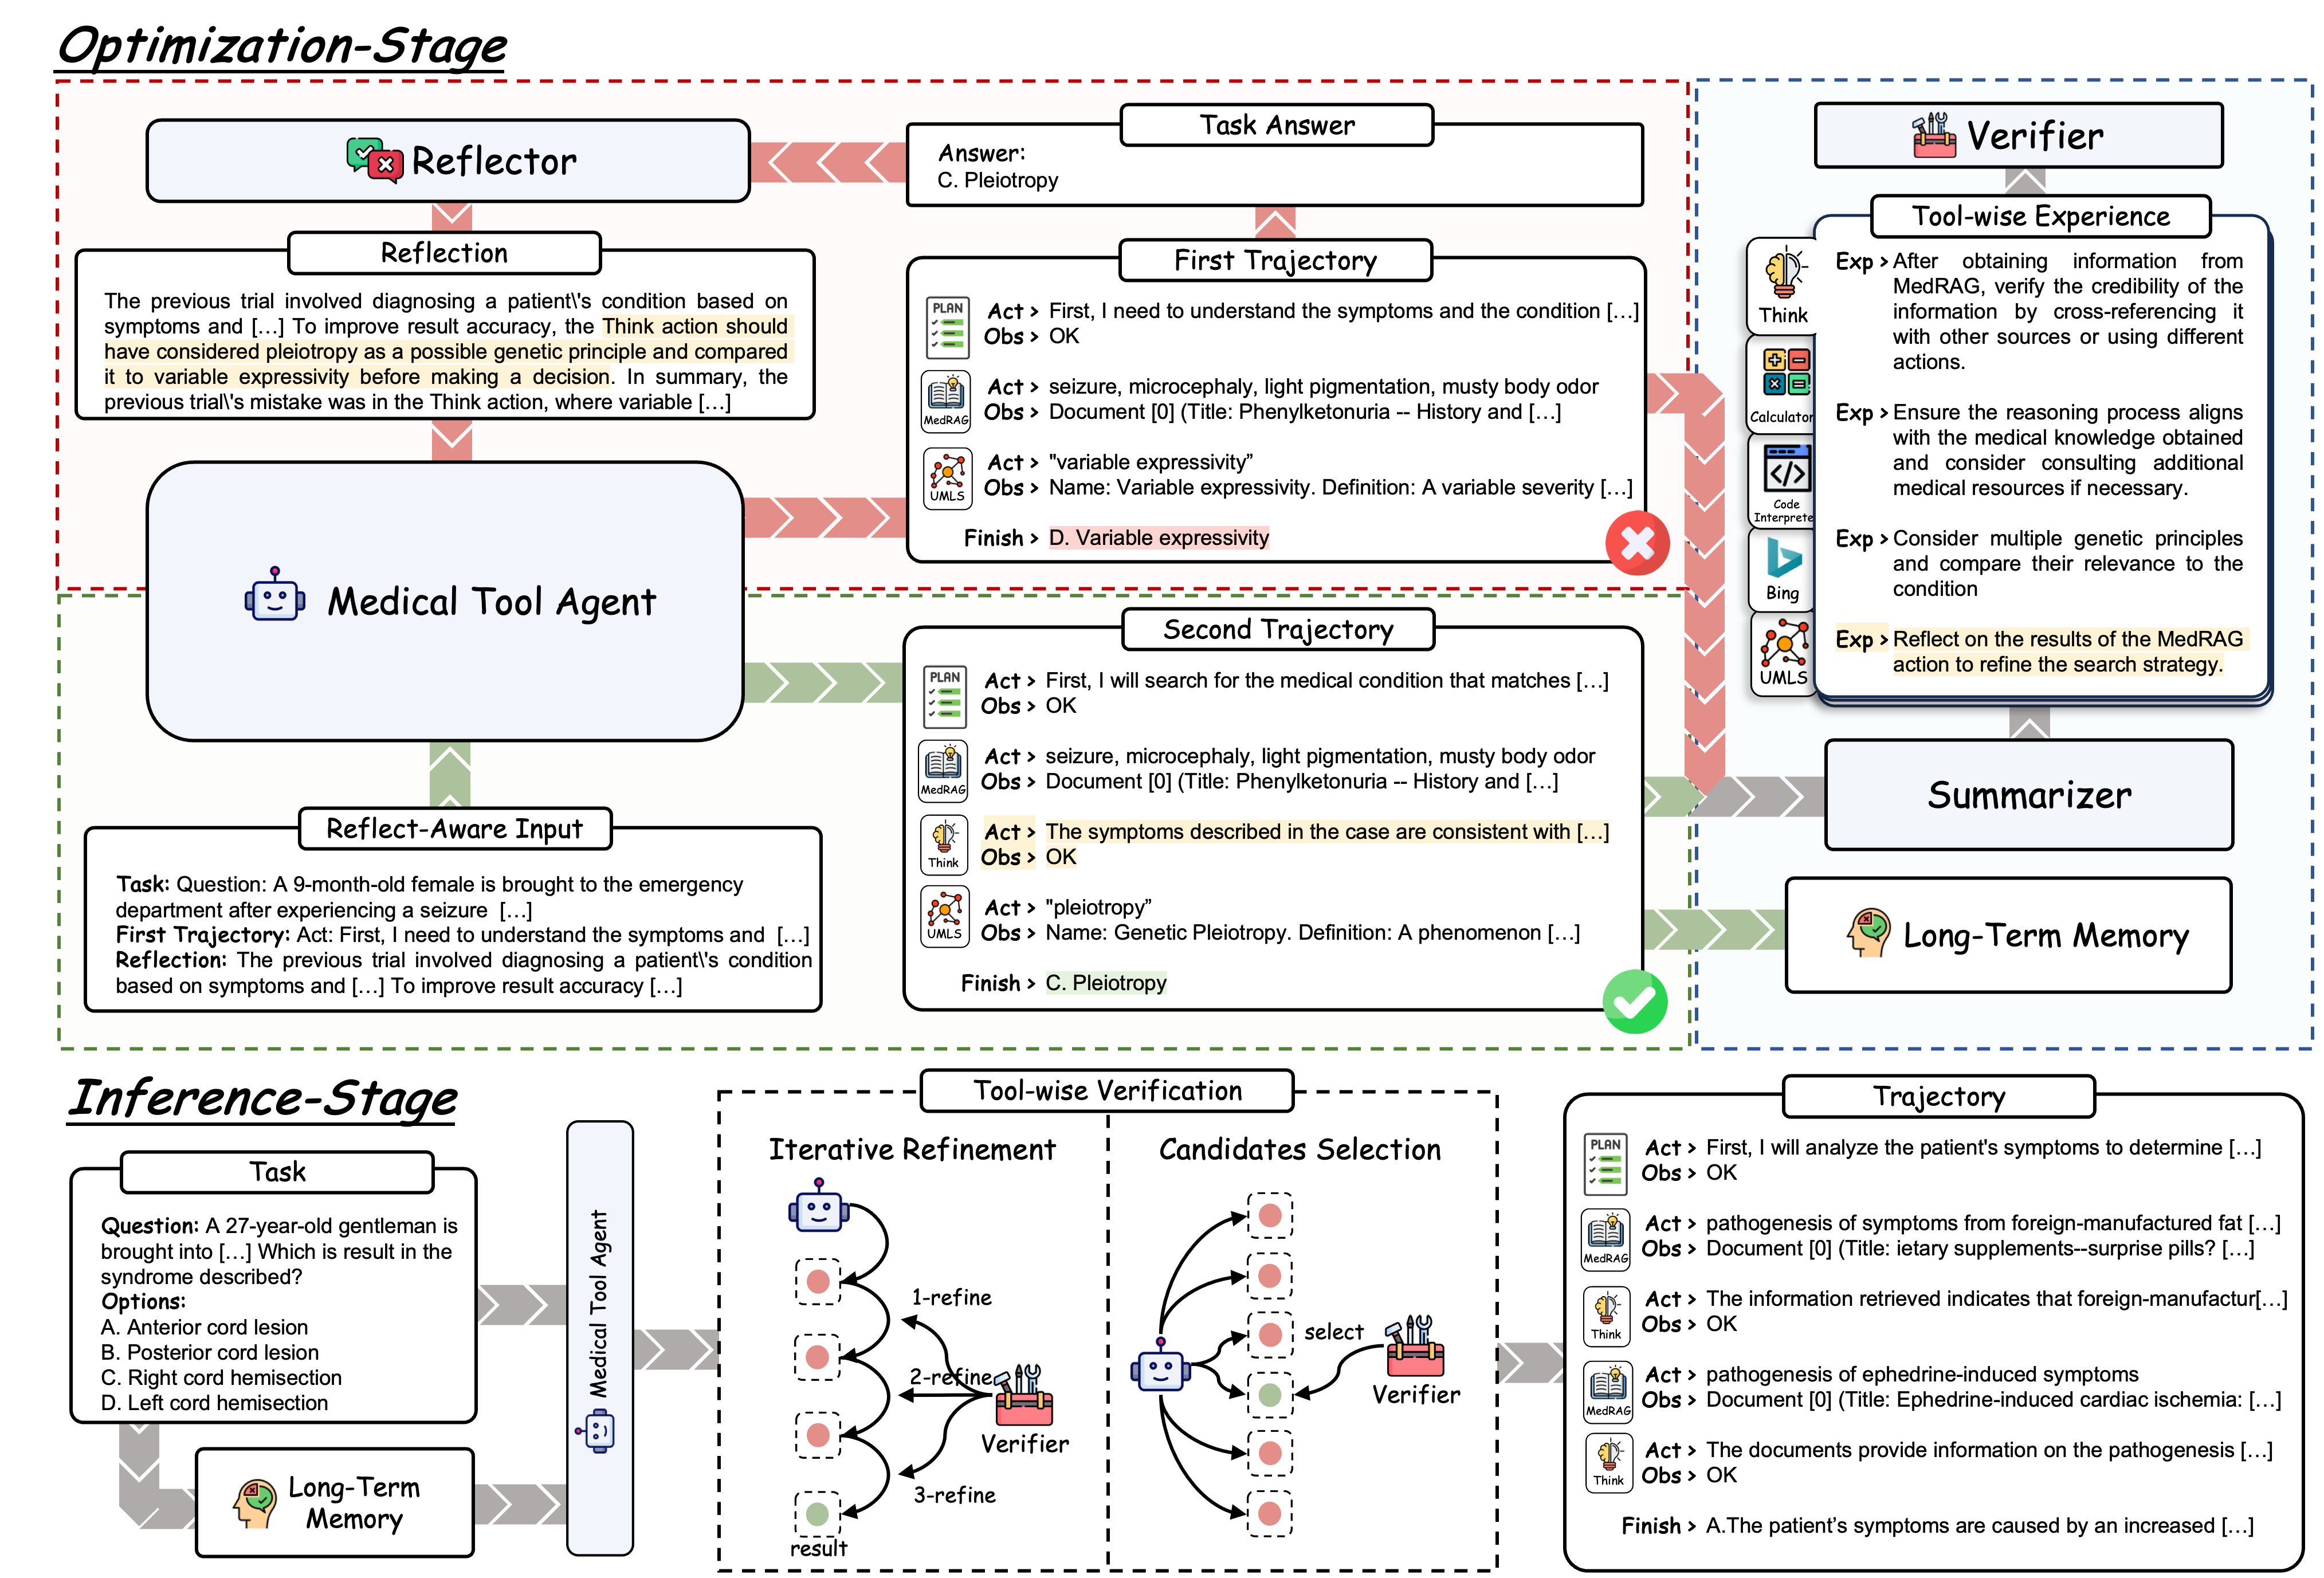 Optimization-Stage
Reflector
Task Answer
Answer:
C. Pleiotropy
Reflection
The previous trial involved diagnosing a patient\'s condition based on
symptoms and […] To improve result accuracy, the Think action should
have considered pleiotropy as a possible genetic principle and compared
it to variable expressivity before making a decision. In summary, the
previous trial\'s mistake was in the Think action, where variable […]
First Trajectory
PLAN
Act > First, I need to understand the symptoms and the condition […]
Obs > OK
MedRAG
Act > seizure, microcephaly, light pigmentation, musty body odor
Obs > Document [0] (Title: Phenylketonuria -- History and […]
UMLS
Act > "variable expressivity”
Obs > Name: Variable expressivity. Definition: A variable severity […]
Finish > D. Variable expressivity
Medical Tool Agent
Second Trajectory
PLAN
Act > First, I will search for the medical condition that matches […]
Obs > OK
MedRAG
Act > seizure, microcephaly, light pigmentation, musty body odor
Obs > Document [0] (Title: Phenylketonuria -- History and […]
Think
Act > The symptoms described in the case are consistent with […]
Obs > OK
UMLS
Act > "pleiotropy”
Obs > Name: Genetic Pleiotropy. Definition: A phenomenon […]
Finish > C. Pleiotropy
Reflect-Aware Input
Task: Question: A 9-month-old female is brought to the emergency
department after experiencing a seizure […]
First Trajectory: Act: First, I need to understand the symptoms and […]
Reflection: The previous trial involved diagnosing a patient\'s condition
based on symptoms and […] To improve result accuracy […]
Verifier
Tool-wise Experience
Think
Calculator
Code
Interprete
Bing
UMLS
Exp > After obtaining information from
MedRAG, verify the credibility of the
information by cross-referencing it
with other sources or using different
actions.
Exp > Ensure the reasoning process aligns
with the medical knowledge obtained
and consider consulting additional
medical resources if necessary.
Exp > Consider multiple genetic principles
and compare their relevance to the
condition
Exp > Reflect on the results of the MedRAG
action to refine the search strategy.
Summarizer
Long-Term Memory
Inference-Stage
Task
Question: A 27-year-old gentleman is
brought into […] Which is result in the
syndrome described?
Options:
A. Anterior cord lesion
B. Posterior cord lesion
C. Right cord hemisection
D. Left cord hemisection
Long-Term
Memory
Medical Tool Agent
Tool-wise Verification
Iterative Refinement
1-refine
2-refine
3-refine
Verifier
result
Candidates Selection
select
Verifier
Trajectory
PLAN
Act > First, I will analyze the patient's symptoms to determine […]
Obs > OK
MedRAG
Act > pathogenesis of symptoms from foreign-manufactured fat […]
Obs > Document [0] (Title: ietary supplements--surprise pills? […]
Think
Act > The information retrieved indicates that foreign-manufactur[…]
Obs > OK
MedRAG
Act > pathogenesis of ephedrine-induced symptoms
Obs > Document [0] (Title: Ephedrine-induced cardiac ischemia: […]
Think
Act > The documents provide information on the pathogenesis […]
Obs > OK
Finish > A.The patient’s symptoms are caused by an increased […]